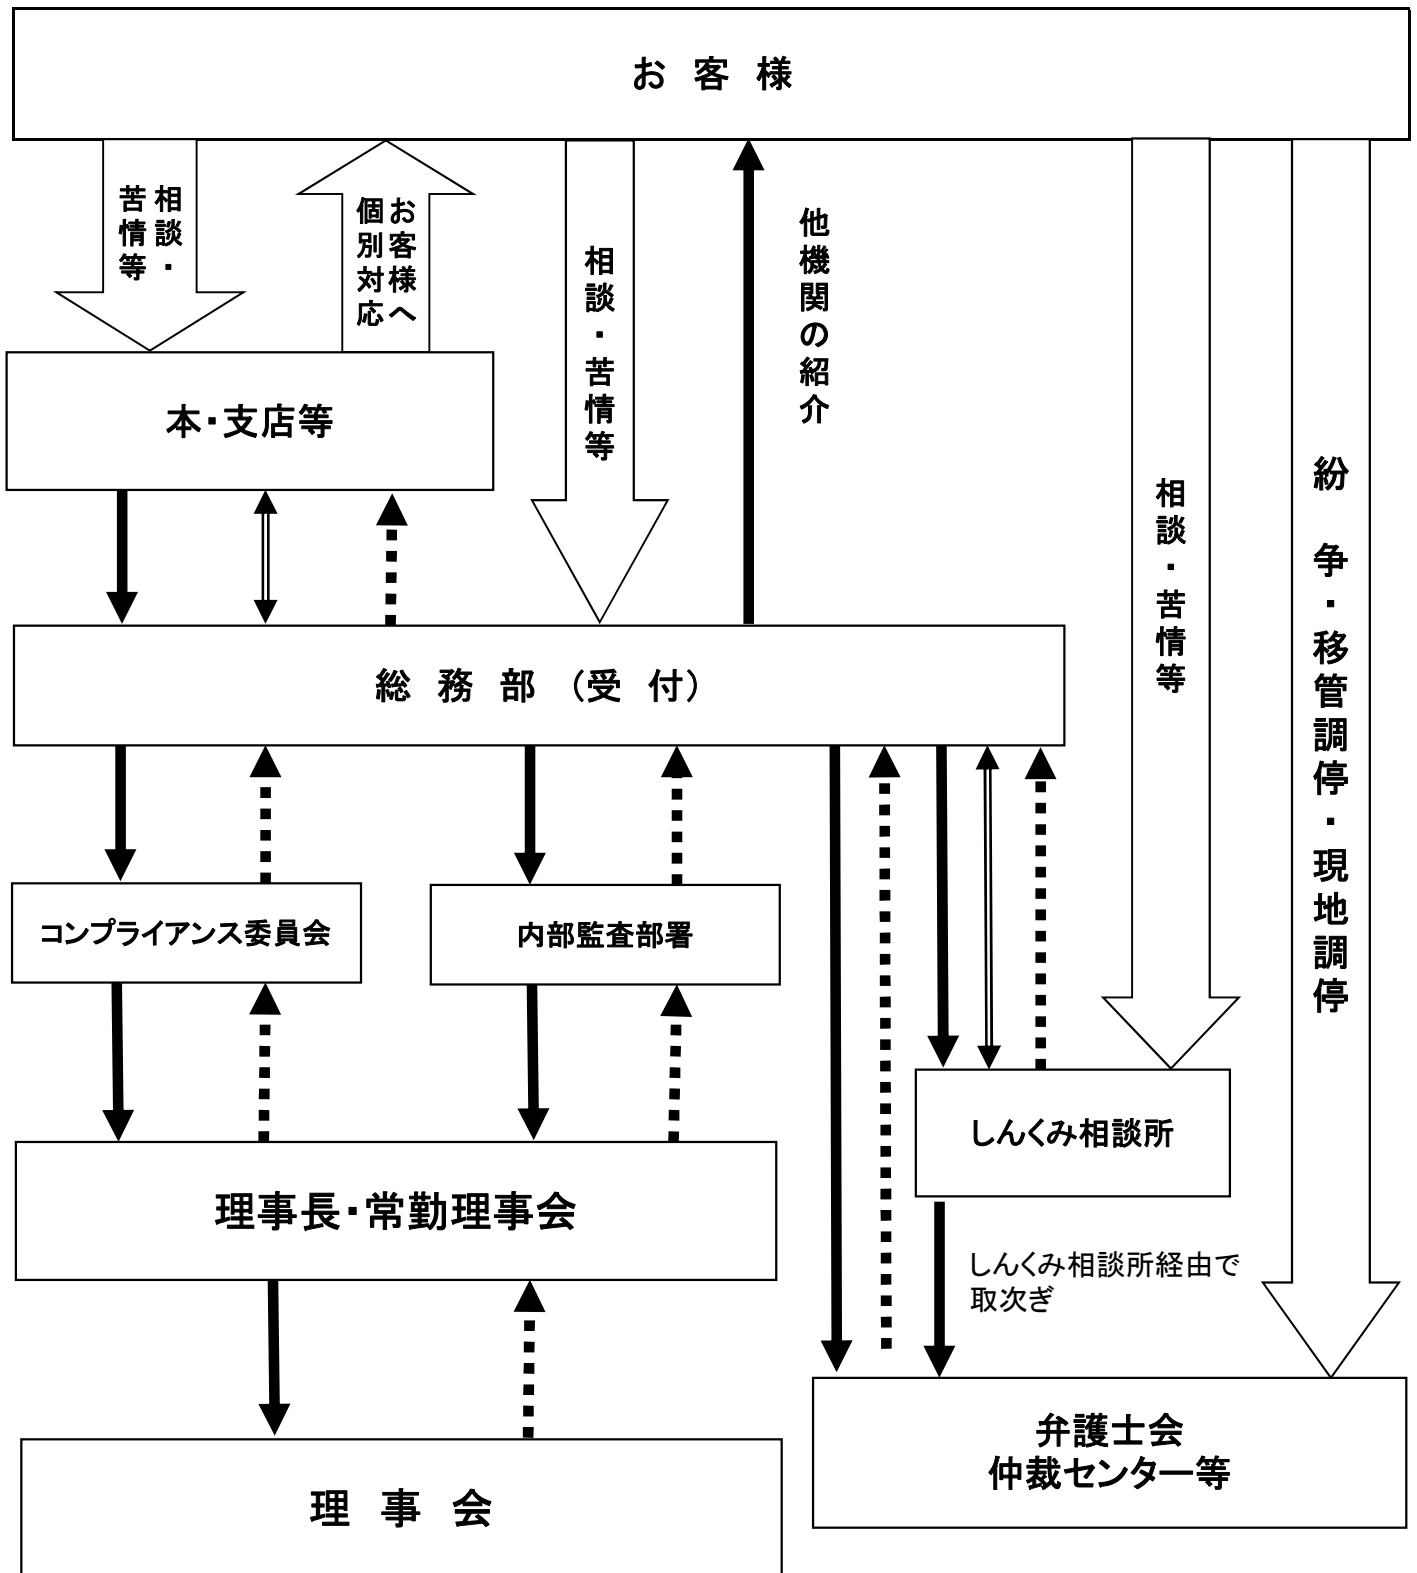 お　客　様
相談・
苦情等
お客様へ
個別対応
相談・苦情等
他機関の紹介
相談・苦情等
紛　争・移管調停・現地調停
本・支店等
総　務　部　（受　付）
コンプライアンス委員会
内部監査部署
しんくみ相談所
理事長・常勤理事会
しんくみ相談所経由で
取次ぎ
弁護士会
仲裁センター等
理　事　会